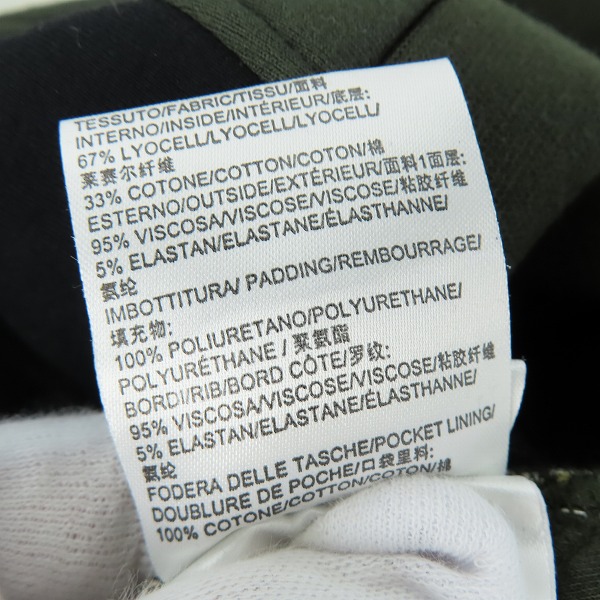 TESSUTO/FABRIC/TISSU/面料
INTERNO/INSIDE/INTÉRIEUR/底层:
67% LYOCELL/LYOCELL/LYOCELL/
莱赛尔纤维
33% COTONE/COTTON/COTON/棉
ESTERNO/OUTSIDE/EXTÉRIEUR/面料1面层:
95% VISCOSA/VISCOSE/VISCOSE/粘胶纤维
5% ELASTAN/ELASTANE/ÉLASTHANNE/
氨纶
IMBOTTITURA/ PADDING/REMBOURRAGE/
填充物:
100% POLIURETANO/POLYURETHANE/
POLYURÉTHANE / 聚氨酯
BORDI/RIB/BORD CÔTE/罗纹:
95% VISCOSA/VISCOSE/VISCOSE/粘胶纤维
5% ELASTAN/ELASTANE/ÉLASTHANNE/
氨纶
FODERA DELLE TASCHE/POCKET LINING/
DOUBLURE DE POCHE/口袋里料:
100% COTONE/COTTON/COTON/棉